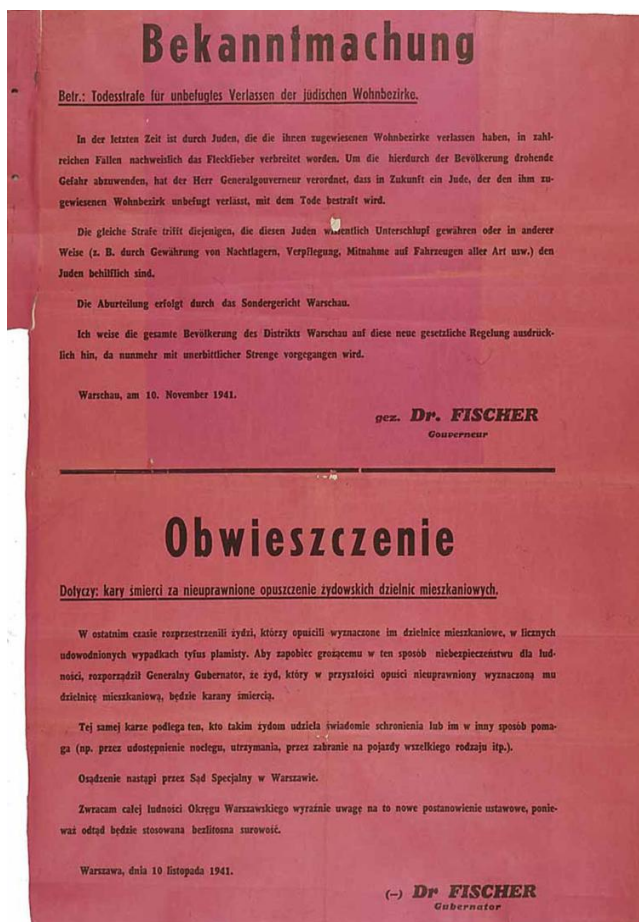 Bekanntmachung
Betr.: Todesstrafe für unbefugtes Verlassen der jüdischen Wohnbezirke.
In der letzten Zeit ist durch Juden, die die ihnen zugewiesenen Wohnbezirke verlassen haben, in zahl-
reichen Fällen nachweislich das Fleckfieber verbreitet worden. Um die hierdurch der Bevölkerung drohende
Gefahr abzuwenden, hat der Herr Generalgouverneur verordnet, dass in Zukunft ein Jude, der den ihm zu-
gewiesenen Wohnbezirk unbefugt verlässt, mit dem Tode bestraft wird.
Die gleiche Strafe trifft diejenigen, die diesen Juden wissentlich Unterschlupf gewähren oder in anderer
Weise (z. B. durch Gewährung von Nachtlagern, Verpflegung, Mitnahme auf Fahrzeugen aller Art usw.) den
Juden behilflich sind.
Die Aburteilung erfolgt durch das Sondergericht Warschau.
Ich weise die gesamte Bevölkerung des Distrikts Warschau auf diese neue gesetzliche Regelung ausdrück-
lich hin, da nunmehr mit unerbittlicher Strenge vorgegangen wird.
Warschau, am 10. November 1941.
gez. Dr. FISCHER
Gouverneur
Obwieszczenie
Dotyczy: kary śmierci za nieuprawnione opuszczenie żydowskich dzielnic mieszkaniowych.
W ostatnim czasie rozprzestrzenili żydzi, którzy opuścili wyznaczone im dzielnice mieszkaniowe, w licznych
udowodnionych wypadkach tyfus plamisty. Aby zapobiec grożącemu w ten sposób niebezpieczeństwu dla lud-
ności, rozporządził Generalny Gubernator, że żyd, który w przyszłości opuści nieuprawniony wyznaczoną mu
dzielnicę mieszkaniową, będzie karany śmiercią.
Tej samej karze podlega ten, kto takim żydom udziela świadomie schronienia lub im w inny sposób poma-
ga (np. przez udostępnienie noclegu, utrzymania, przez zabranie na pojazdy wszelkiego rodzaju itp.).
Osądzenie nastąpi przez Sąd Specjalny w Warszawie.
Zwracam całej ludności Okręgu Warszawskiego wyraźnie uwagę na to nowe postanowienie ustawowe, ponie-
waż odtąd będzie stosowana bezlitosna surowość.
Warszawa, dnia 10 listopada 1941.
(-) Dr FISCHER
Gubernator